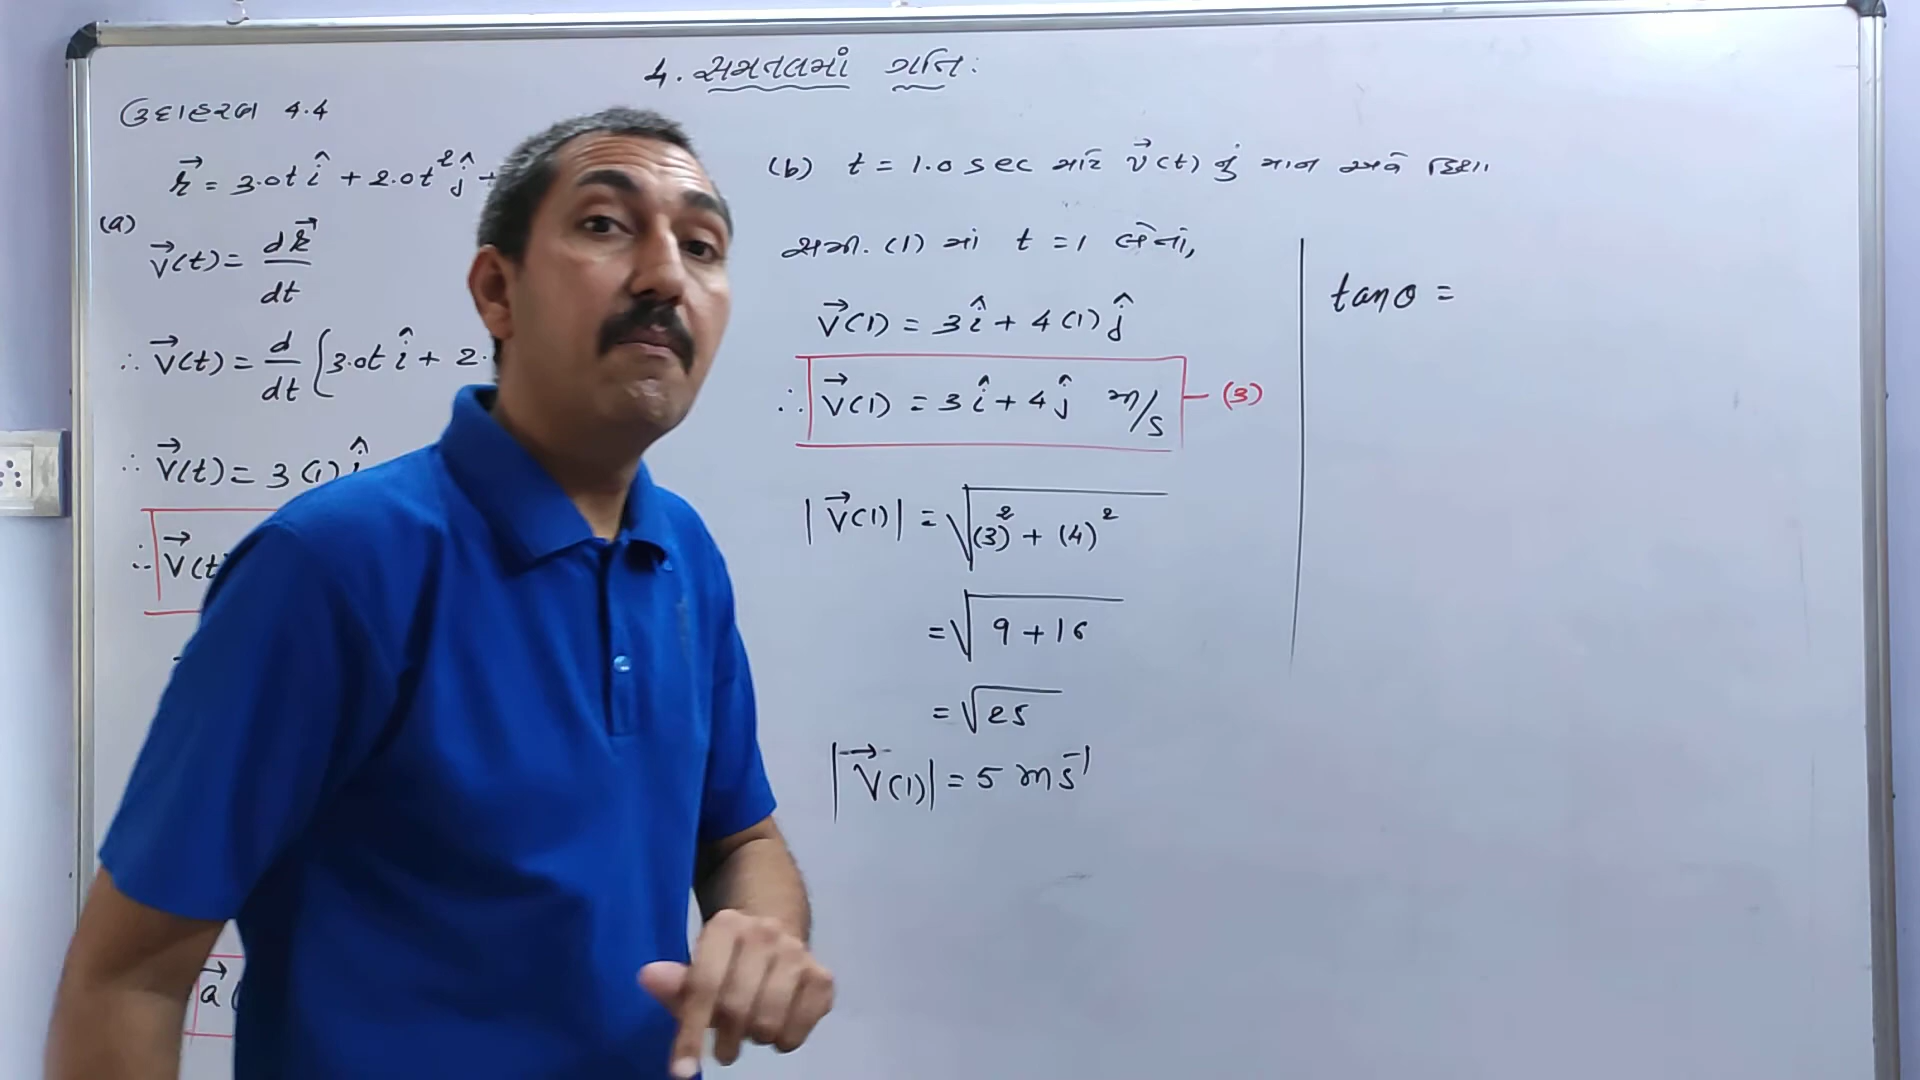 4. સમતલમાં ગતિ:
ઉદાહરણ 4.4
r⃗ = 3.0t î + 2.0t² ĵ +
(a)
v⃗(t) = dr⃗/dt
∴ v⃗(t) = d/dt [3.0t î + 2.
∴ v⃗(t) = 3(1) î
∴ v⃗(t
a⃗(
(b) t = 1.0 sec માટે v⃗(t) નું માન અને દિશા.
સમી. (1) માં t = 1 લેતાં,
v⃗(1) = 3î + 4(1)ĵ
∴ v⃗(1) = 3î + 4ĵ m/s — (3)
|v⃗(1)| = √((3)² + (4)²)
= √(9 + 16)
= √25
|v⃗(1)| = 5 ms⁻¹
tanθ =